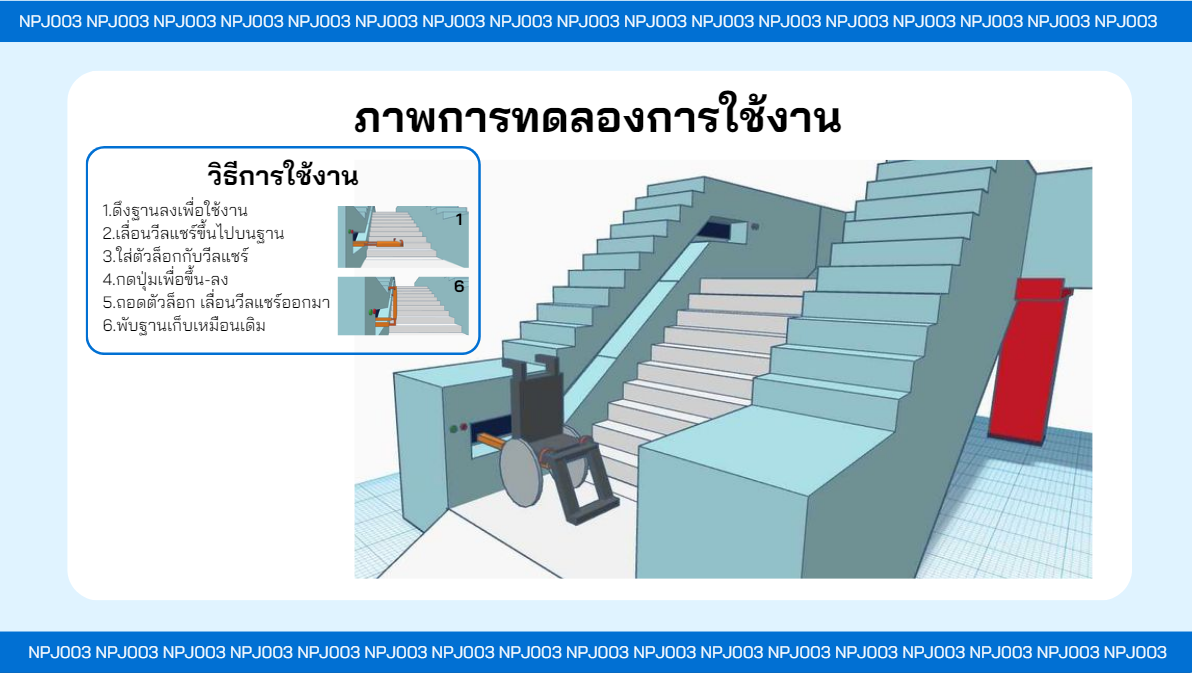 NPJ003 NPJ003 NPJ003 NPJ003 NPJ003 NPJ003 NPJ003 NPJ003 NPJ003 NPJ003 NPJ003 NPJ003 NPJ003 NPJ003 NPJ003 NPJ003 NPJ003
ภาพการทดลองการใช้งาน
วิธีการใช้งาน
1.ดึงฐานลงเพื่อใช้งาน
2.เลื่อนวีลแชร์ขึ้นไปบนฐาน
3.ใส่ตัวล็อกกับวีลแชร์
4.กดปุ่มเพื่อขึ้น-ลง
5.ถอดตัวล็อก เลื่อนวีลแชร์ออกมา
6.พับฐานเก็บเหมือนเดิม
1
6
NPJ003 NPJ003 NPJ003 NPJ003 NPJ003 NPJ003 NPJ003 NPJ003 NPJ003 NPJ003 NPJ003 NPJ003 NPJ003 NPJ003 NPJ003 NPJ003 NPJ003